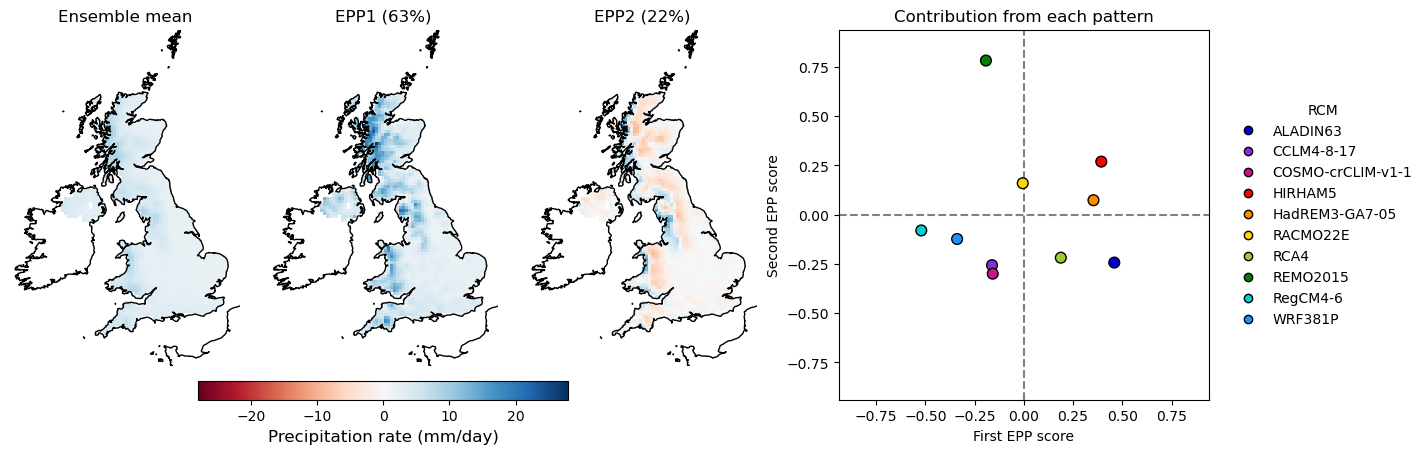 Ensemble mean
EPP1 (63%)
EPP2 (22%)
Contribution from each pattern
−20
−10
0
10
20
Precipitation rate (mm/day)
Second EPP score
0.75
0.50
0.25
0.00
−0.25
−0.50
−0.75
−0.75
−0.50
−0.25
0.00
0.25
0.50
0.75
First EPP score
RCM
ALADIN63
CCLM4-8-17
COSMO-crCLIM-v1-1
HIRHAM5
HadREM3-GA7-05
RACMO22E
RCA4
REMO2015
RegCM4-6
WRF381P